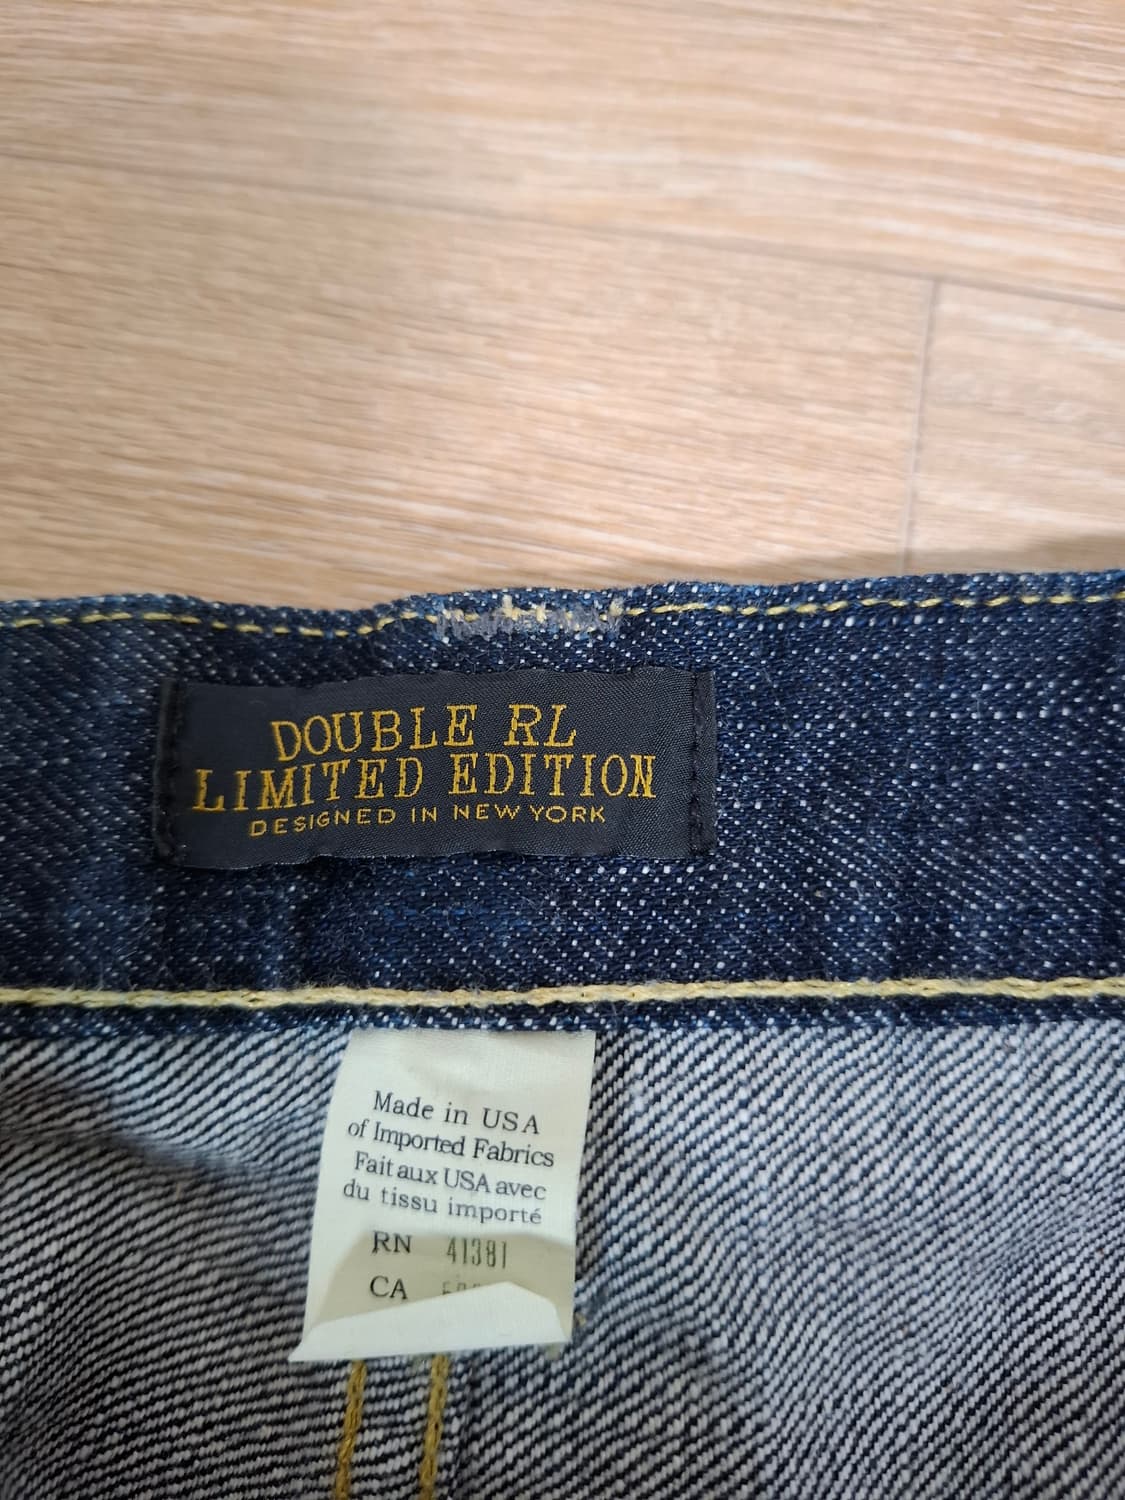 DOUBLE RL
LIMITED EDITION
DESIGNED IN NEW YORK
Made in USA
of Imported Fabrics
Fait aux USA avec
du tissu importé
RN 41381
CA